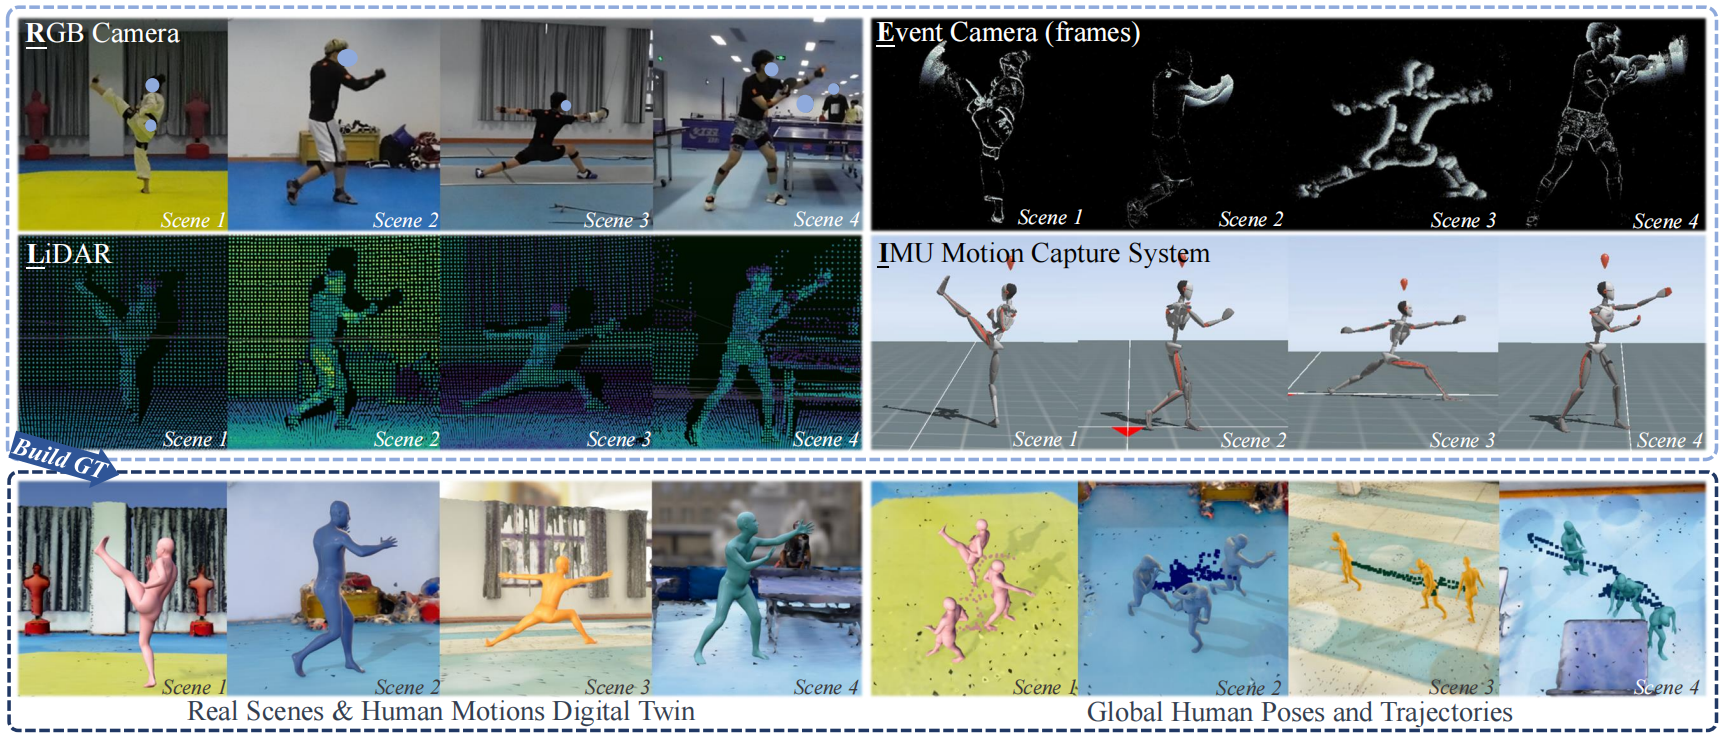 RGB Camera
Scene 1
Scene 2
Scene 3
Scene 4
Event Camera (frames)
Scene 1
Scene 2
Scene 3
Scene 4
LiDAR
Scene 1
Scene 2
Scene 3
Scene 4
IMU Motion Capture System
Scene 1
Scene 2
Scene 3
Scene 4
Build GT
Scene 1
Scene 2
Scene 3
Scene 4
Real Scenes & Human Motions Digital Twin
Scene 1
Scene 2
Scene 3
Scene 4
Global Human Poses and Trajectories